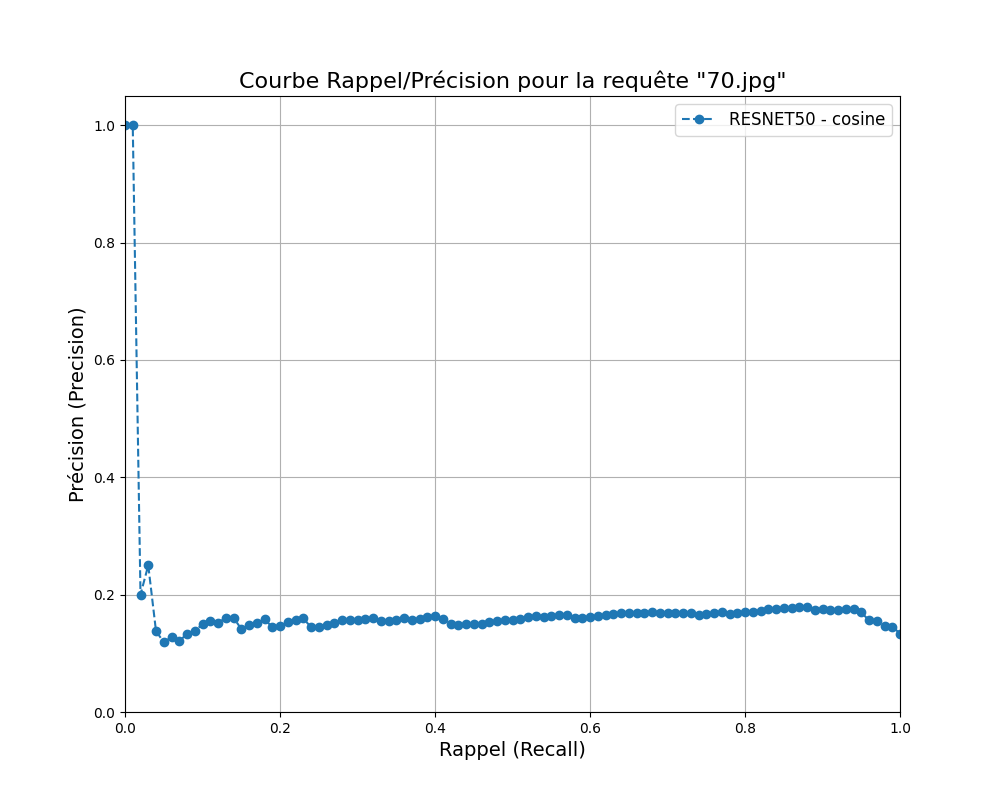 Courbe Rappel/Précision pour la requête "70.jpg"
RESNET50 - cosine
1.0
0.8
0.6
0.4
0.2
0.0
Précision (Precision)
0.0 0.2 0.4 0.6 0.8 1.0
Rappel (Recall)